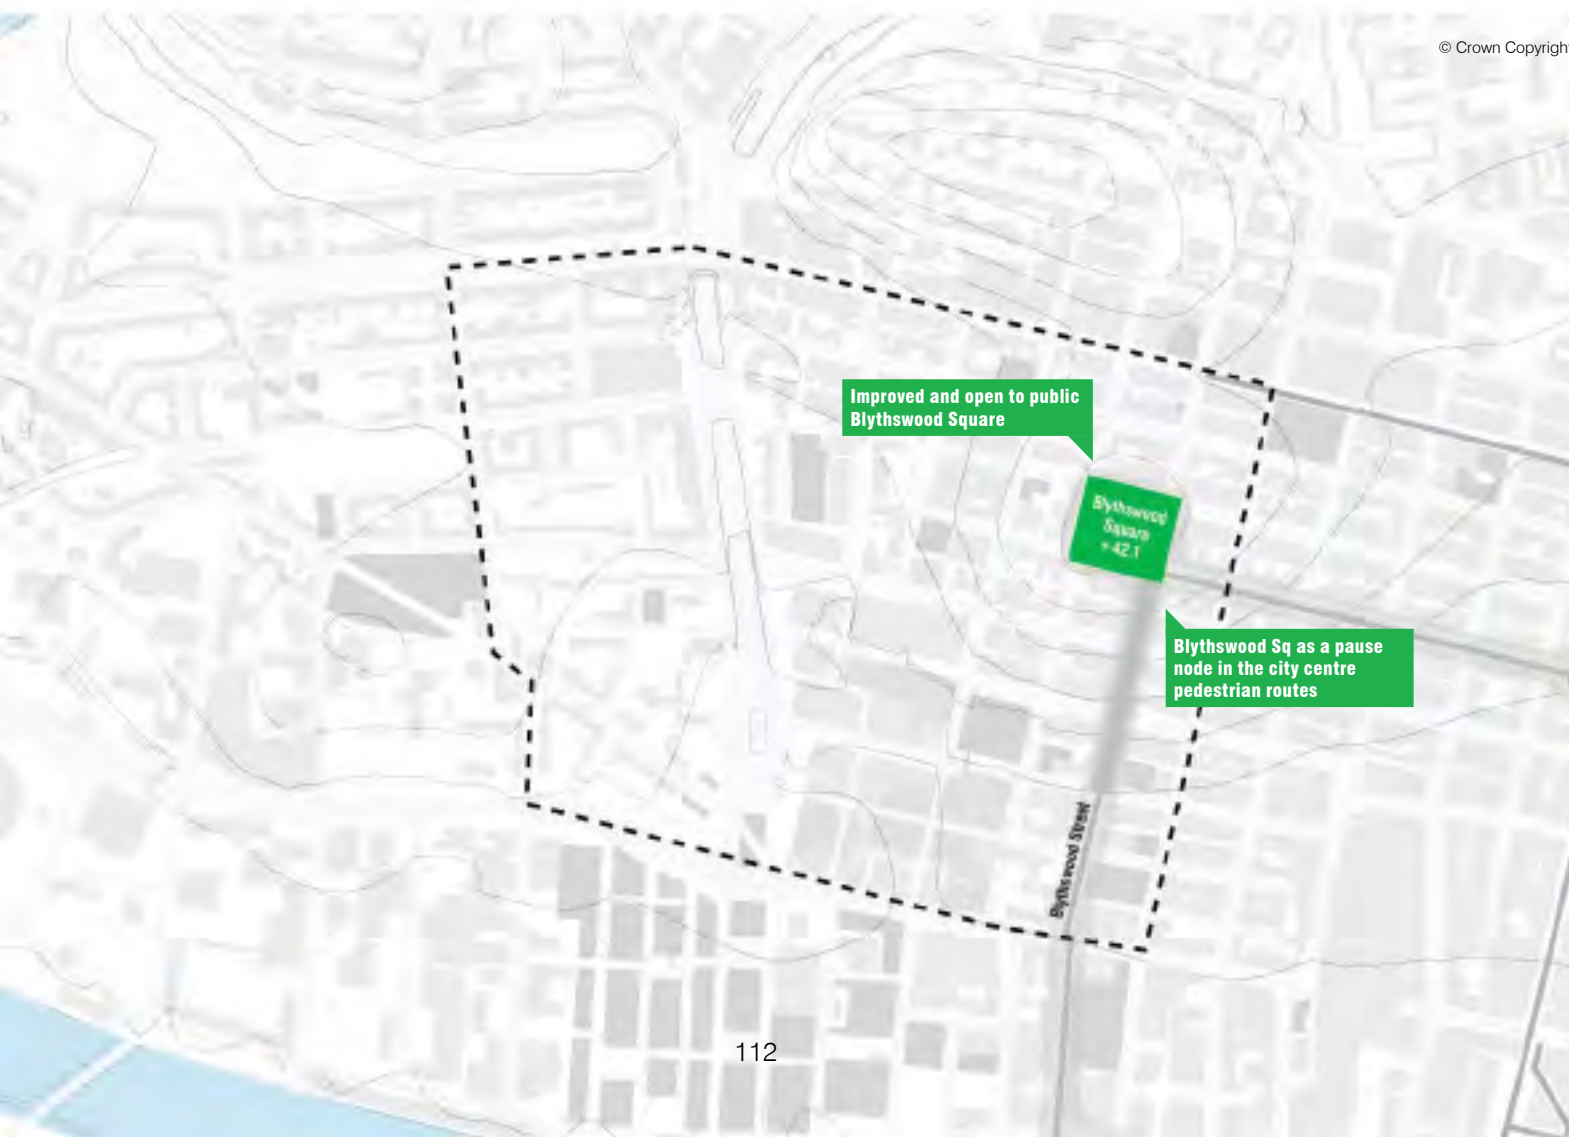 © Crown Copyright
Improved and open to public
Blythswood Square
Blythswood
Square
+42.1
Blythswood Sq as a pause
node in the city centre
pedestrian routes
Blythswood Street
112